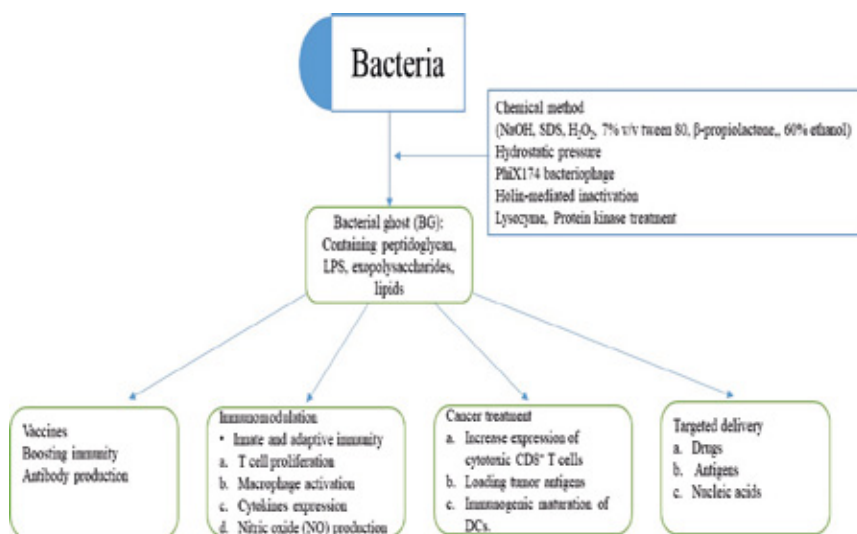 Bacteria
Chemical method
(NaOH, SDS, H₂O₂, 7% v/v tween 80, β-propiolactone,, 60% ethanol)
Hydrostatic pressure
PhiX174 bacteriophage
Holin-mediated inactivation
Lysozyme, Protein kinase treatment
Bacterial ghost (BG):
Containing peptidoglycan,
LPS, exopolysaccharides,
lipids
Vaccines
Boosting immunity
Antibody production
Immunomodulation
• Innate and adaptive immunity
a. T cell proliferation
b. Macrophage activation
c. Cytokines expression
d. Nitric oxide (NO) production
Cancer treatment
a. Increase expression of
cytotoxic CD8⁺ T cells
b. Loading tumor antigens
c. Immunogenic maturation of
DCs.
Targeted delivery
a. Drugs
b. Antigens
c. Nucleic acids